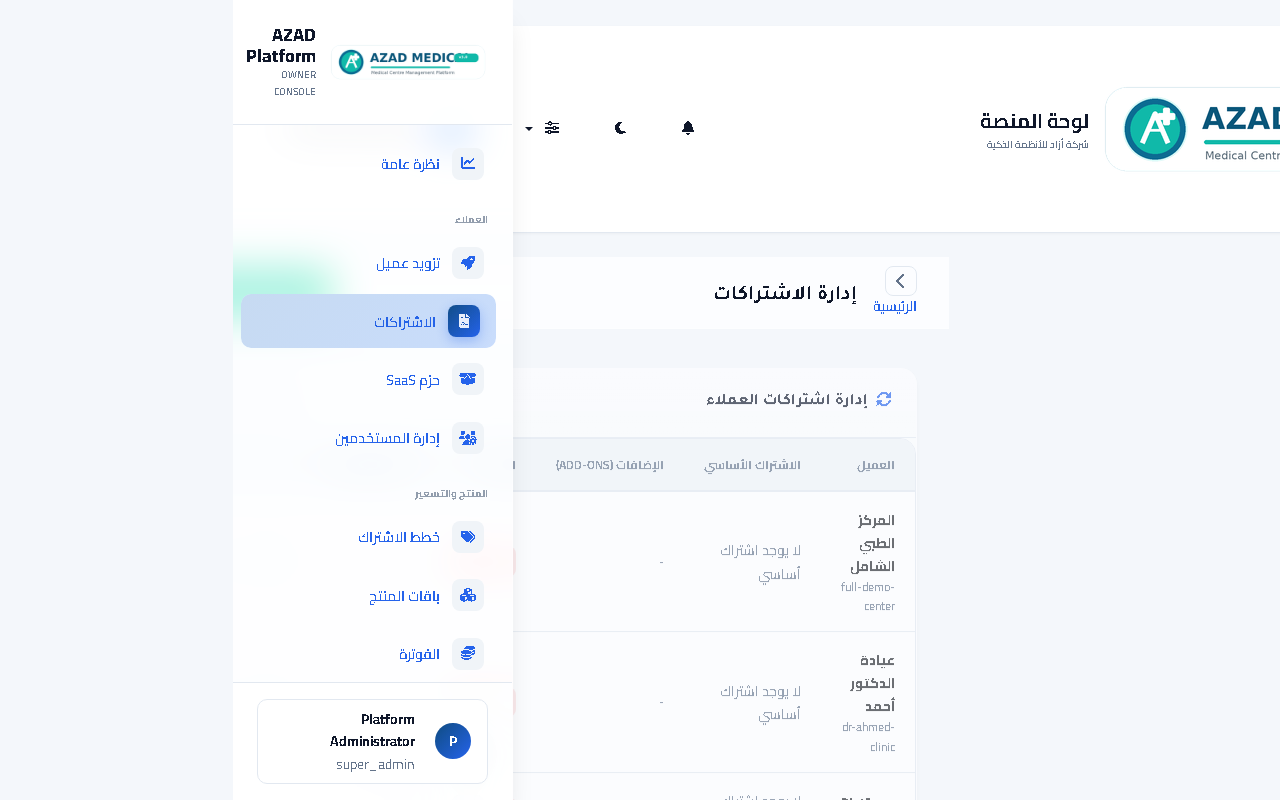 AZAD
Platform
OWNER
CONSOLE
AZAD MEDIC
Medical Centre Management Platform
نظرة عامة
العملاء
تزويد عميل
الاشتراكات
حزم SaaS
إدارة المستخدمين
المنتج والتسعير
خطط الاشتراك
باقات المنتج
الفوترة
P
Platform
Administrator
super_admin
AZAD
Medical Centr
لوحة المنصة
شركة أزاد للأنظمة الذكية
الرئيسية
إدارة الاشتراكات
إدارة اشتراكات العملاء
العميل
الاشتراك الأساسي
الإضافات (ADD-ONS)
المركز
الطبي
الشامل
full-demo-
center
لا يوجد اشتراك
أساسي
-
عيادة
الدكتور
أحمد
dr-ahmed-
clinic
لا يوجد اشتراك
أساسي
-